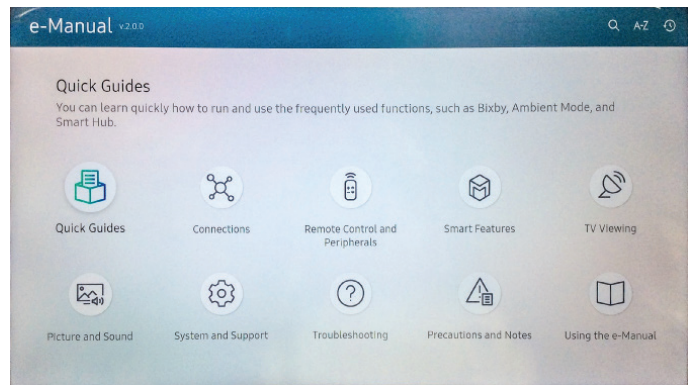 e-Manual v.2.0.0
A-Z
Quick Guides
You can learn quickly how to run and use the frequently used functions, such as Bixby, Ambient Mode, and
Smart Hub.
Quick Guides
Connections
Remote Control and
Peripherals
Smart Features
TV Viewing
Picture and Sound
System and Support
Troubleshooting
Precautions and Notes
Using the e-Manual